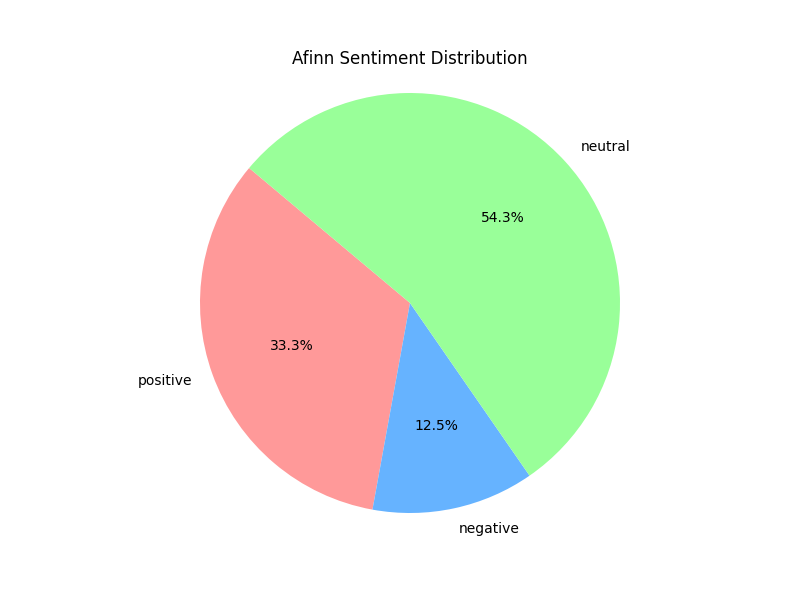 Afinn Sentiment Distribution
neutral
54.3%
33.3%
positive
12.5%
negative